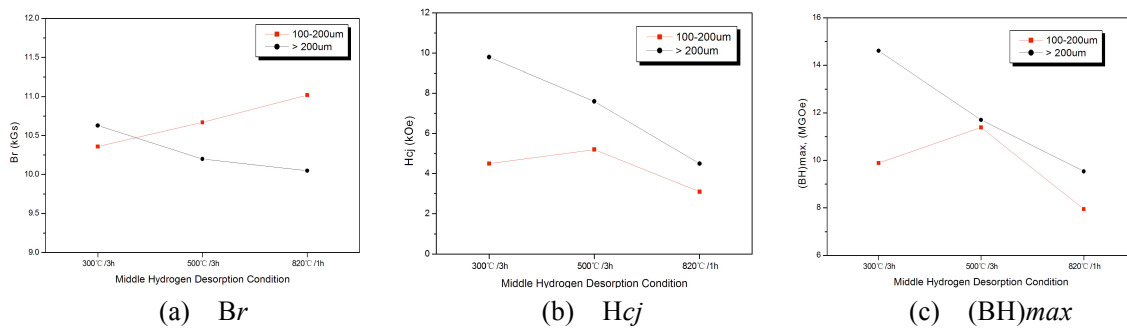 12.0
11.5
11.0
10.5
10.0
9.5
9.0
Br (kGs)
100-200um
> 200um
300℃/3h
500℃/3h
820℃/1h
Middle Hydrogen Desorption Condition
(a) Br
12
10
8
6
4
2
0
Hcj (kOe)
100-200um
> 200um
300℃/3h
500℃/3h
820℃/1h
Middle Hydrogen Desorption Condition
(b) Hcj
16
14
12
10
8
6
(BH)max, (MGOe)
100-200um
> 200um
300℃/3h
500℃/3h
820℃/1h
Middle Hydrogen Desorption Condition
(c) (BH)max